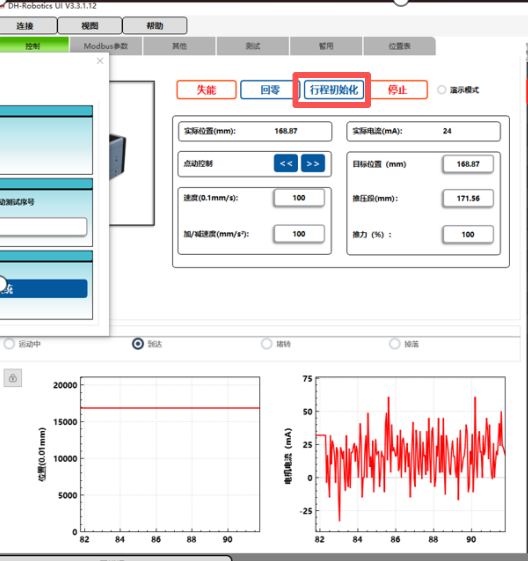 DH-Robotics UI V3.3.1.12
连接 视图 帮助
控制 Modbus参数 其他 测试 暂用 位置表
×
失能 回零 行程初始化 停止 演示模式
实际位置(mm): 168.87 实际电流(mA): 24
点动控制 << >> 目标位置 (mm) 168.87
动测试序号
速度(0.1mm/s): 100 推压段(mm): 171.56
加/减速度(mm/s²): 100 推力 (%) : 100
统
运动中 到达 堵转 掉落
位置(0.01mm)
20000
15000
10000
5000
0
82 84 86 88 90
电机电流 (mA)
75
50
25
0
-25
82 84 86 88 90